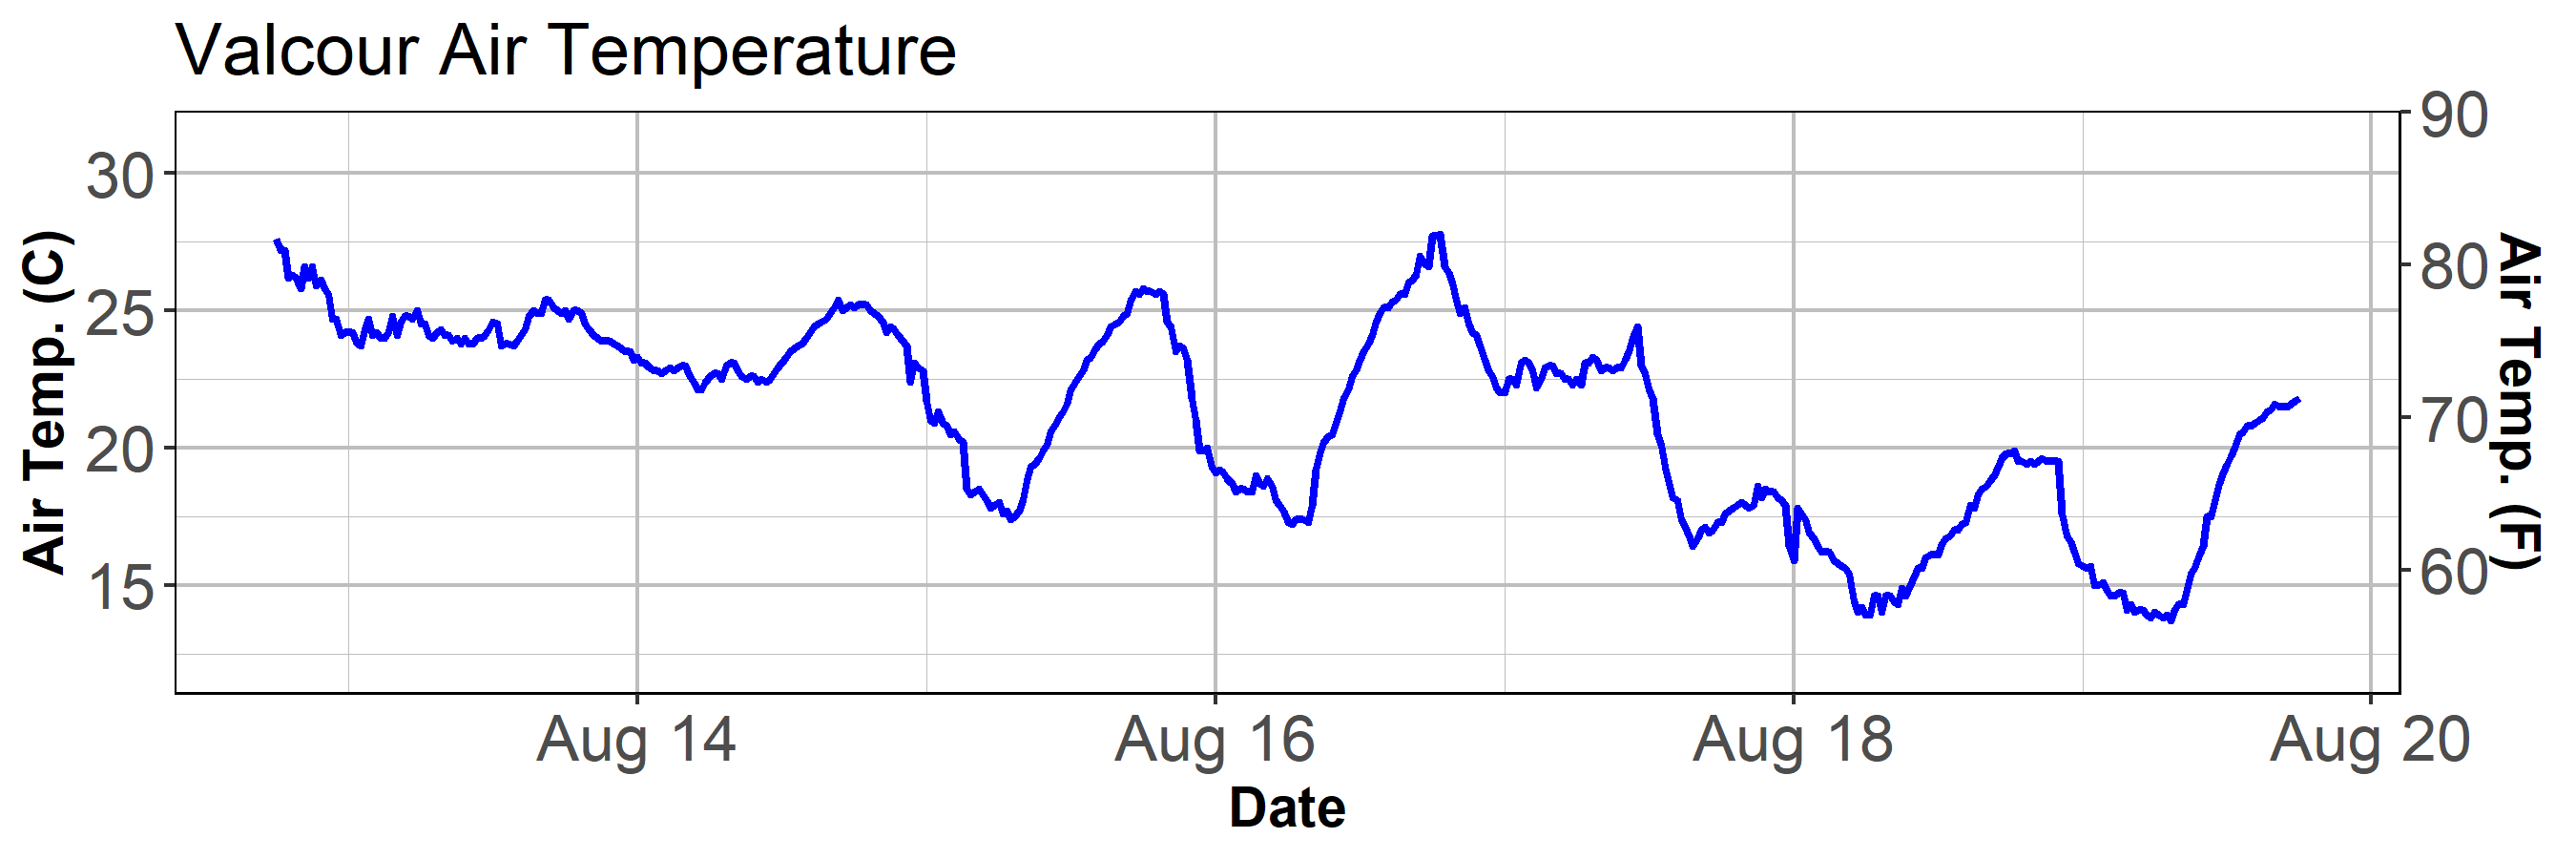 Valcour Air Temperature
Air Temp. (C)
30
25
20
15
90
80
70
60
Air Temp. (F)
Aug 14
Aug 16
Aug 18
Aug 20
Date